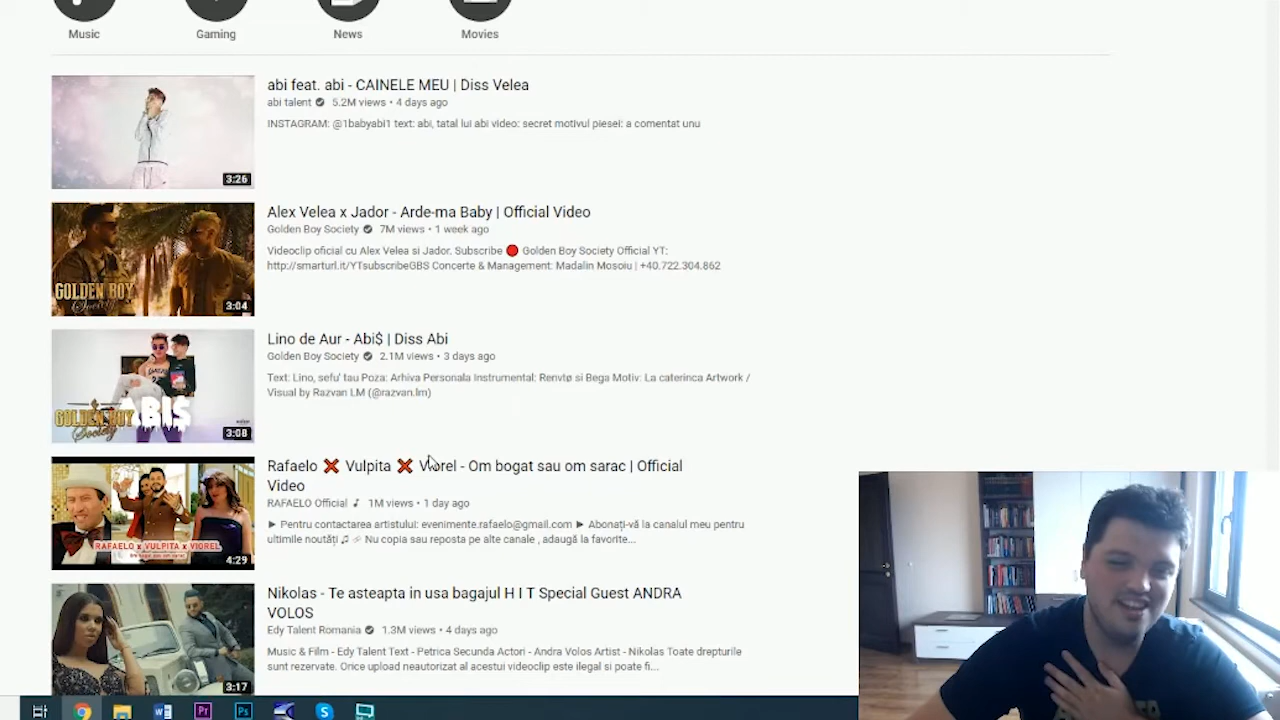 Music
Gaming
News
Movies
abi feat. abi - CAINELE MEU | Diss Velea
abi talent 5.2M views • 4 days ago
INSTAGRAM: @1babyabi1 text: abi, tatal lui abi video: secret motivul piesei: a comentat unu
3:26
Alex Velea x Jador - Arde-ma Baby | Official Video
Golden Boy Society 7M views • 1 week ago
Videoclip oficial cu Alex Velea si Jador. Subscribe 🔴 Golden Boy Society Official YT:
http://smarturl.it/YTsubscribeGBS Concerte & Management: Madalin Mosoiu | +40.722.304.862
GOLDEN BOY
Society
3:04
Lino de Aur - Abi$ | Diss Abi
Golden Boy Society 2.1M views • 3 days ago
Text: Lino, sefu' tau Poza: Arhiva Personala Instrumental: Renvtø si Bega Motiv: La caterinca Artwork /
Visual by Razvan LM (@razvan.lm)
GOLDEN BOY
Society
ABI$
3:08
Rafaelo ❌ Vulpita ❌ Viorel - Om bogat sau om sarac | Official
Video
RAFAELO Official 1M views • 1 day ago
► Pentru contactarea artistului: evenimente.rafaelo@gmail.com ► Abonați-vă la canalul meu pentru
ultimile noutăți ♫ Nu copia sau reposta pe alte canale , adaugă la favorite...
RAFAELO x VULPITA x VIOREL
4:29
Nikolas - Te asteapta in usa bagajul H I T Special Guest ANDRA
VOLOS
Edy Talent Romania 1.3M views • 4 days ago
Music & Film - Edy Talent Text - Petrica Secunda Actori - Andra Volos Artist - Nikolas Toate drepturile
sunt rezervate. Orice upload neautorizat al acestui videoclip este ilegal si poate fi...
3:17